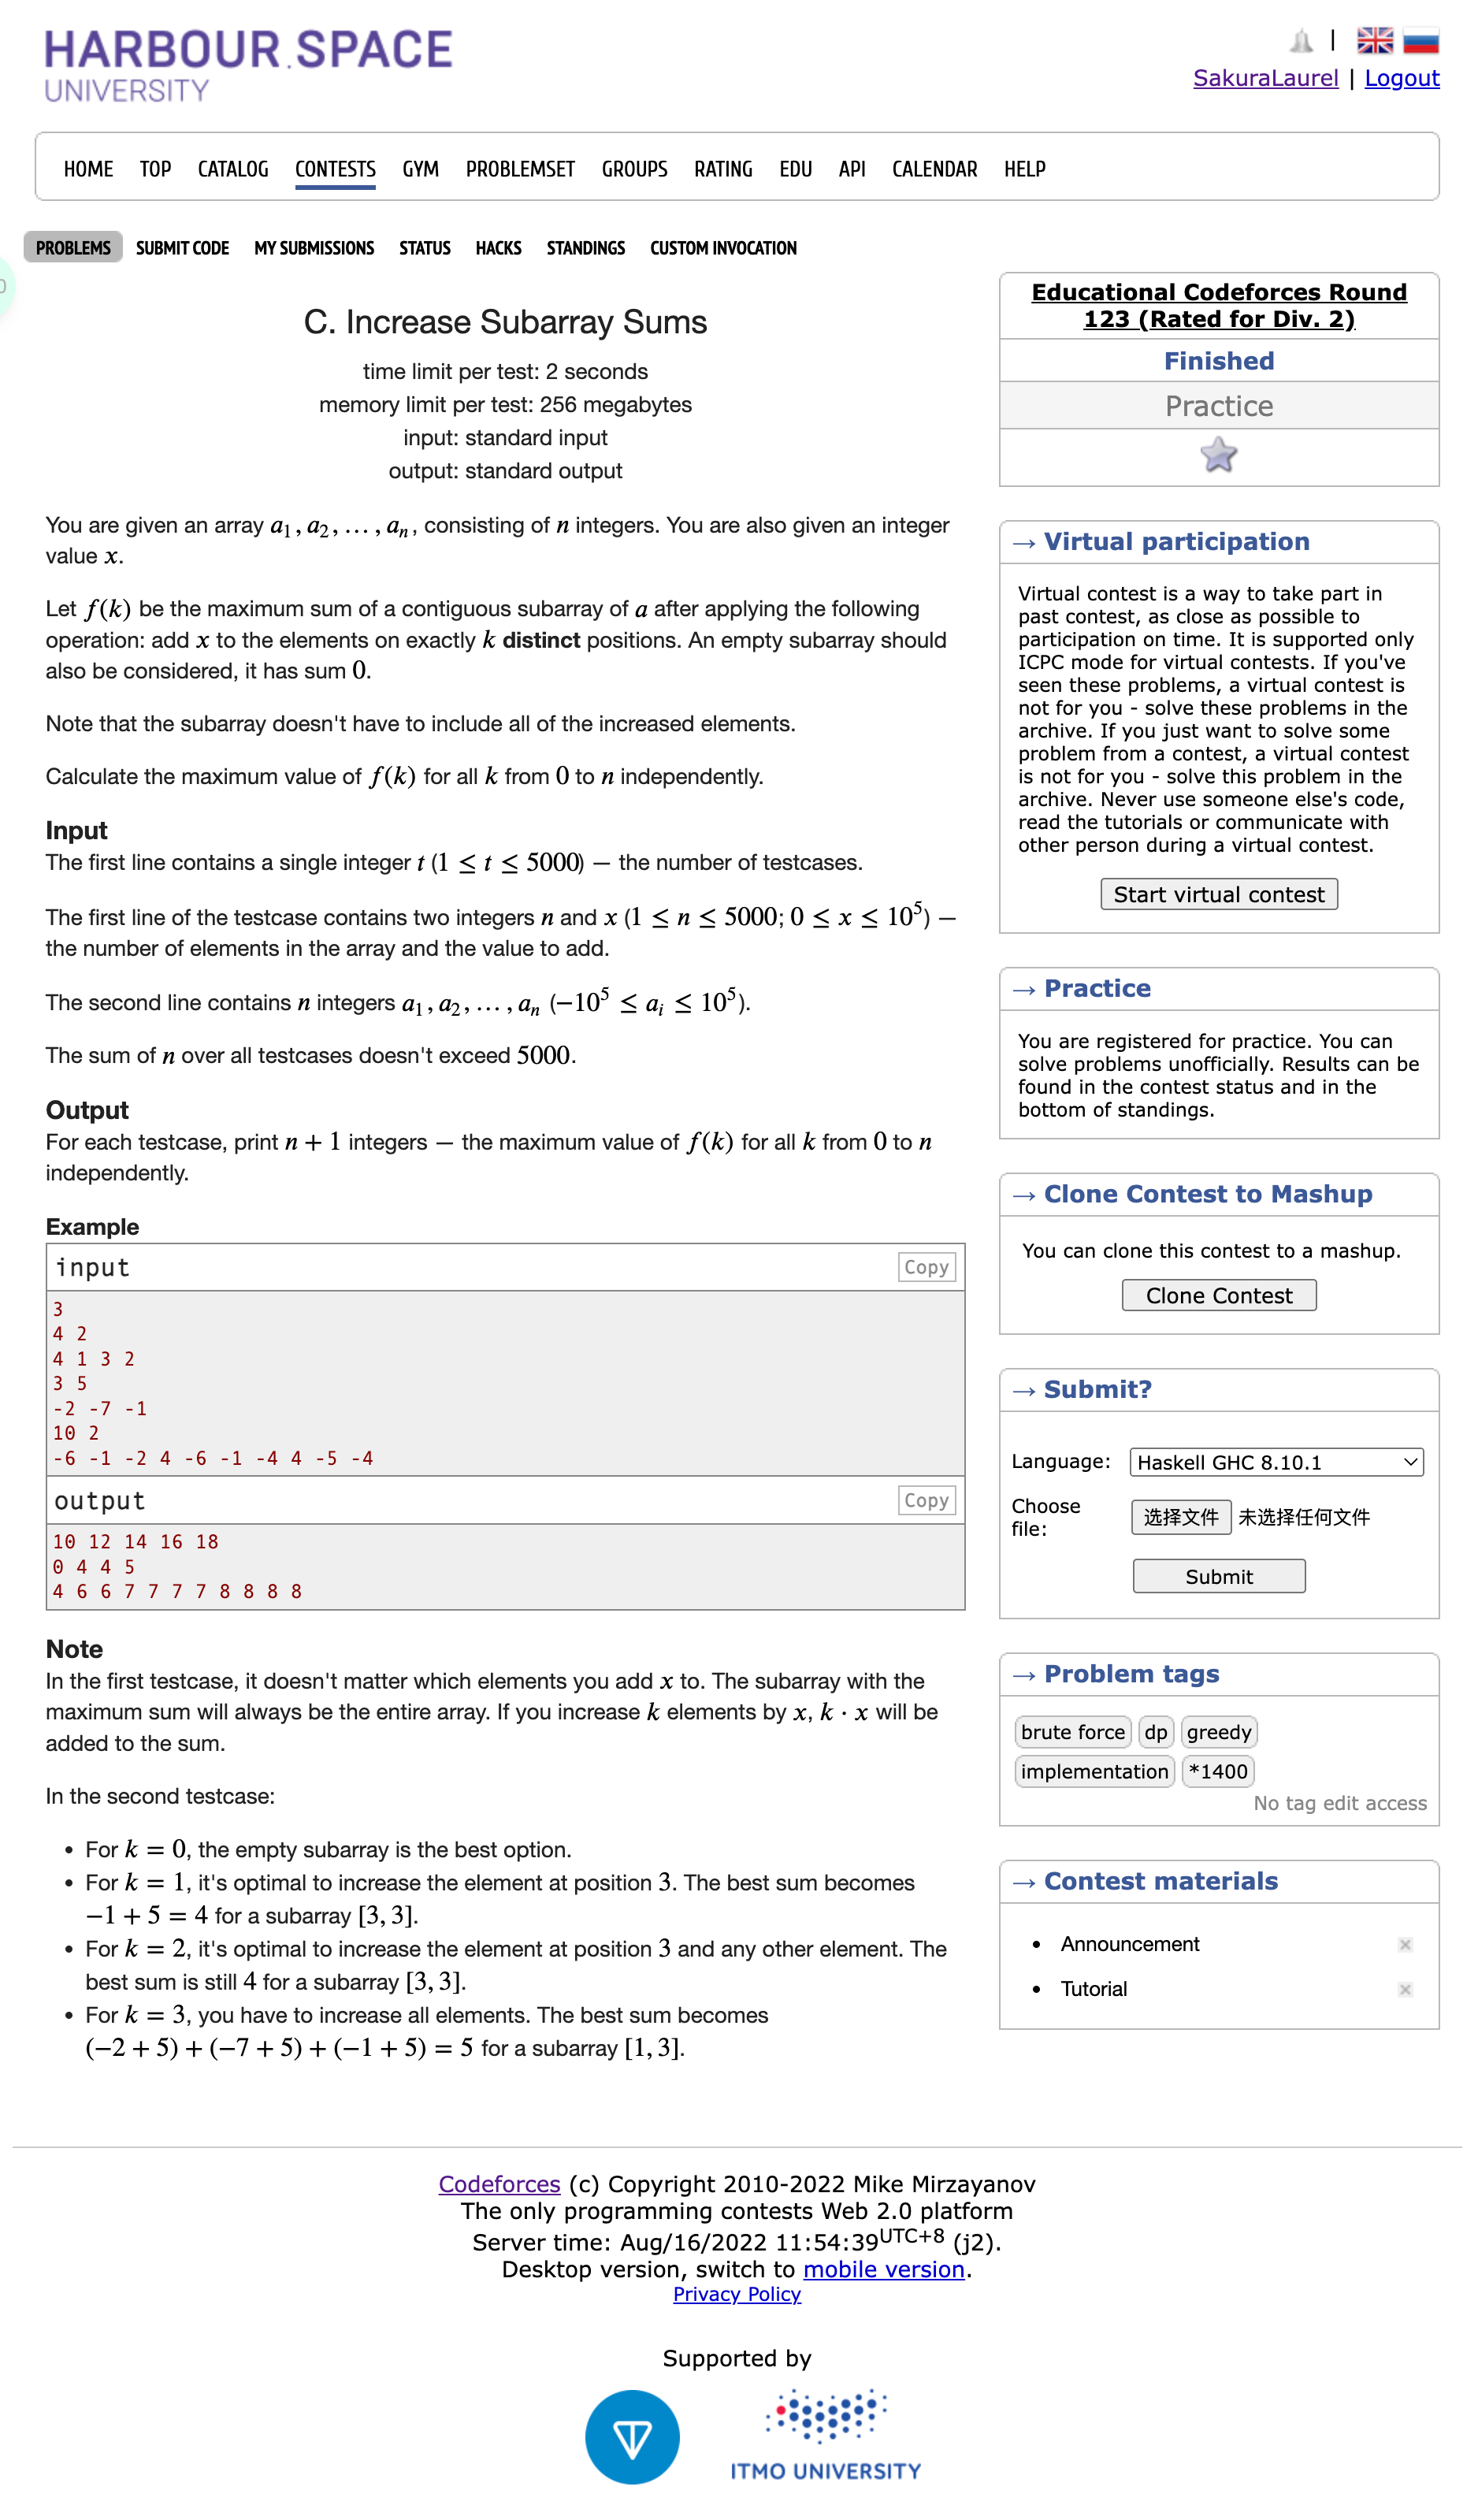 HARBOUR.SPACE
UNIVERSITY
|
SakuraLaurel | Logout
HOME TOP CATALOG CONTESTS GYM PROBLEMSET GROUPS RATING EDU API CALENDAR HELP
PROBLEMS SUBMIT CODE MY SUBMISSIONS STATUS HACKS STANDINGS CUSTOM INVOCATION
C. Increase Subarray Sums
time limit per test: 2 seconds
memory limit per test: 256 megabytes
input: standard input
output: standard output
You are given an array a₁, a₂, …, aₙ, consisting of n integers. You are also given an integer
value x.
Let f(k) be the maximum sum of a contiguous subarray of a after applying the following
operation: add x to the elements on exactly k distinct positions. An empty subarray should
also be considered, it has sum 0.
Note that the subarray doesn't have to include all of the increased elements.
Calculate the maximum value of f(k) for all k from 0 to n independently.
Input
The first line contains a single integer t (1 ≤ t ≤ 5000) — the number of testcases.
The first line of the testcase contains two integers n and x (1 ≤ n ≤ 5000; 0 ≤ x ≤ 10⁵) —
the number of elements in the array and the value to add.
The second line contains n integers a₁, a₂, …, aₙ (−10⁵ ≤ aᵢ ≤ 10⁵).
The sum of n over all testcases doesn't exceed 5000.
Output
For each testcase, print n + 1 integers — the maximum value of f(k) for all k from 0 to n
independently.
Example
input Copy
3
4 2
4 1 3 2
3 5
-2 -7 -1
10 2
-6 -1 -2 4 -6 -1 -4 4 -5 -4
output Copy
10 12 14 16 18
0 4 4 5
4 6 6 7 7 7 7 8 8 8 8
Note
In the first testcase, it doesn't matter which elements you add x to. The subarray with the
maximum sum will always be the entire array. If you increase k elements by x, k · x will be
added to the sum.
In the second testcase:
• For k = 0, the empty subarray is the best option.
• For k = 1, it's optimal to increase the element at position 3. The best sum becomes
−1 + 5 = 4 for a subarray [3, 3].
• For k = 2, it's optimal to increase the element at position 3 and any other element. The
best sum is still 4 for a subarray [3, 3].
• For k = 3, you have to increase all elements. The best sum becomes
(−2 + 5) + (−7 + 5) + (−1 + 5) = 5 for a subarray [1, 3].
Educational Codeforces Round
123 (Rated for Div. 2)
Finished
Practice
→ Virtual participation
Virtual contest is a way to take part in
past contest, as close as possible to
participation on time. It is supported only
ICPC mode for virtual contests. If you've
seen these problems, a virtual contest is
not for you - solve these problems in the
archive. If you just want to solve some
problem from a contest, a virtual contest
is not for you - solve this problem in the
archive. Never use someone else's code,
read the tutorials or communicate with
other person during a virtual contest.
Start virtual contest
→ Practice
You are registered for practice. You can
solve problems unofficially. Results can be
found in the contest status and in the
bottom of standings.
→ Clone Contest to Mashup
You can clone this contest to a mashup.
Clone Contest
→ Submit?
Language: Haskell GHC 8.10.1
Choose
file:
选择文件 未选择任何文件
Submit
→ Problem tags
brute force dp greedy
implementation *1400
No tag edit access
→ Contest materials
• Announcement
• Tutorial
Codeforces (c) Copyright 2010-2022 Mike Mirzayanov
The only programming contests Web 2.0 platform
Server time: Aug/16/2022 11:54:39UTC+8 (j2).
Desktop version, switch to mobile version.
Privacy Policy
Supported by
ITMO UNIVERSITY